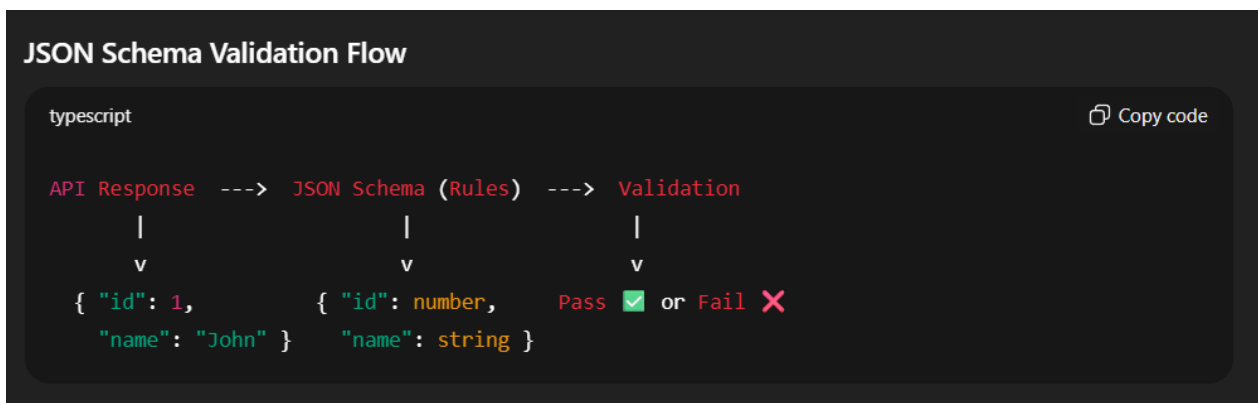 JSON Schema Validation Flow
typescript Copy code
API Response ---> JSON Schema (Rules) ---> Validation
| | |
v v v
{ "id": 1, { "id": number, Pass ✅ or Fail ❌
"name": "John" } "name": string }